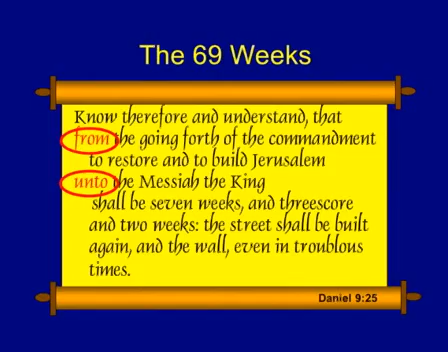 The 69 Weeks
Know therefore and understand, that
from the going forth of the commandment
to restore and to build Jerusalem
unto the Messiah the King
shall be seven weeks, and threescore
and two weeks: the street shall be built
again, and the wall, even in troublous
times.
Daniel 9:25